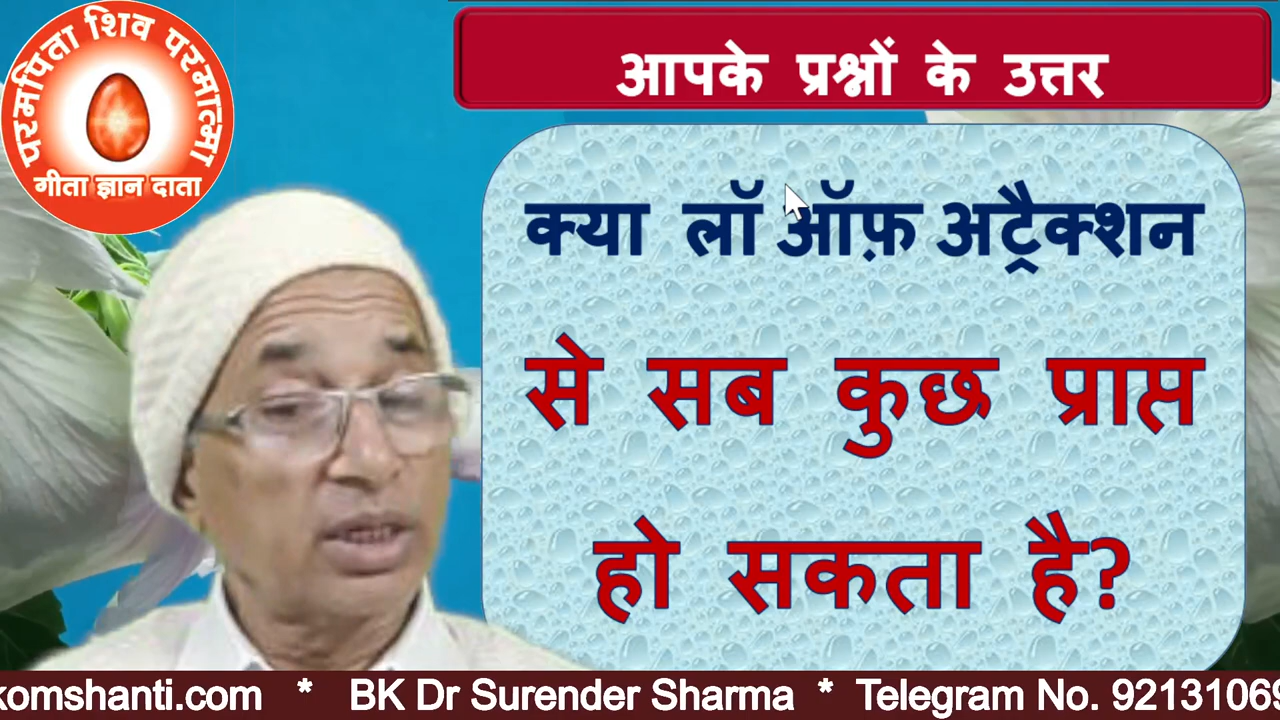 परमपिता शिव परमात्मा
गीता ज्ञान दाता
आपके प्रश्नों के उत्तर
क्या लॉ ऑफ़ अट्रैक्शन
से सब कुछ प्राप्त
हो सकता है?
komshanti.com * BK Dr Surender Sharma * Telegram No. 92131069